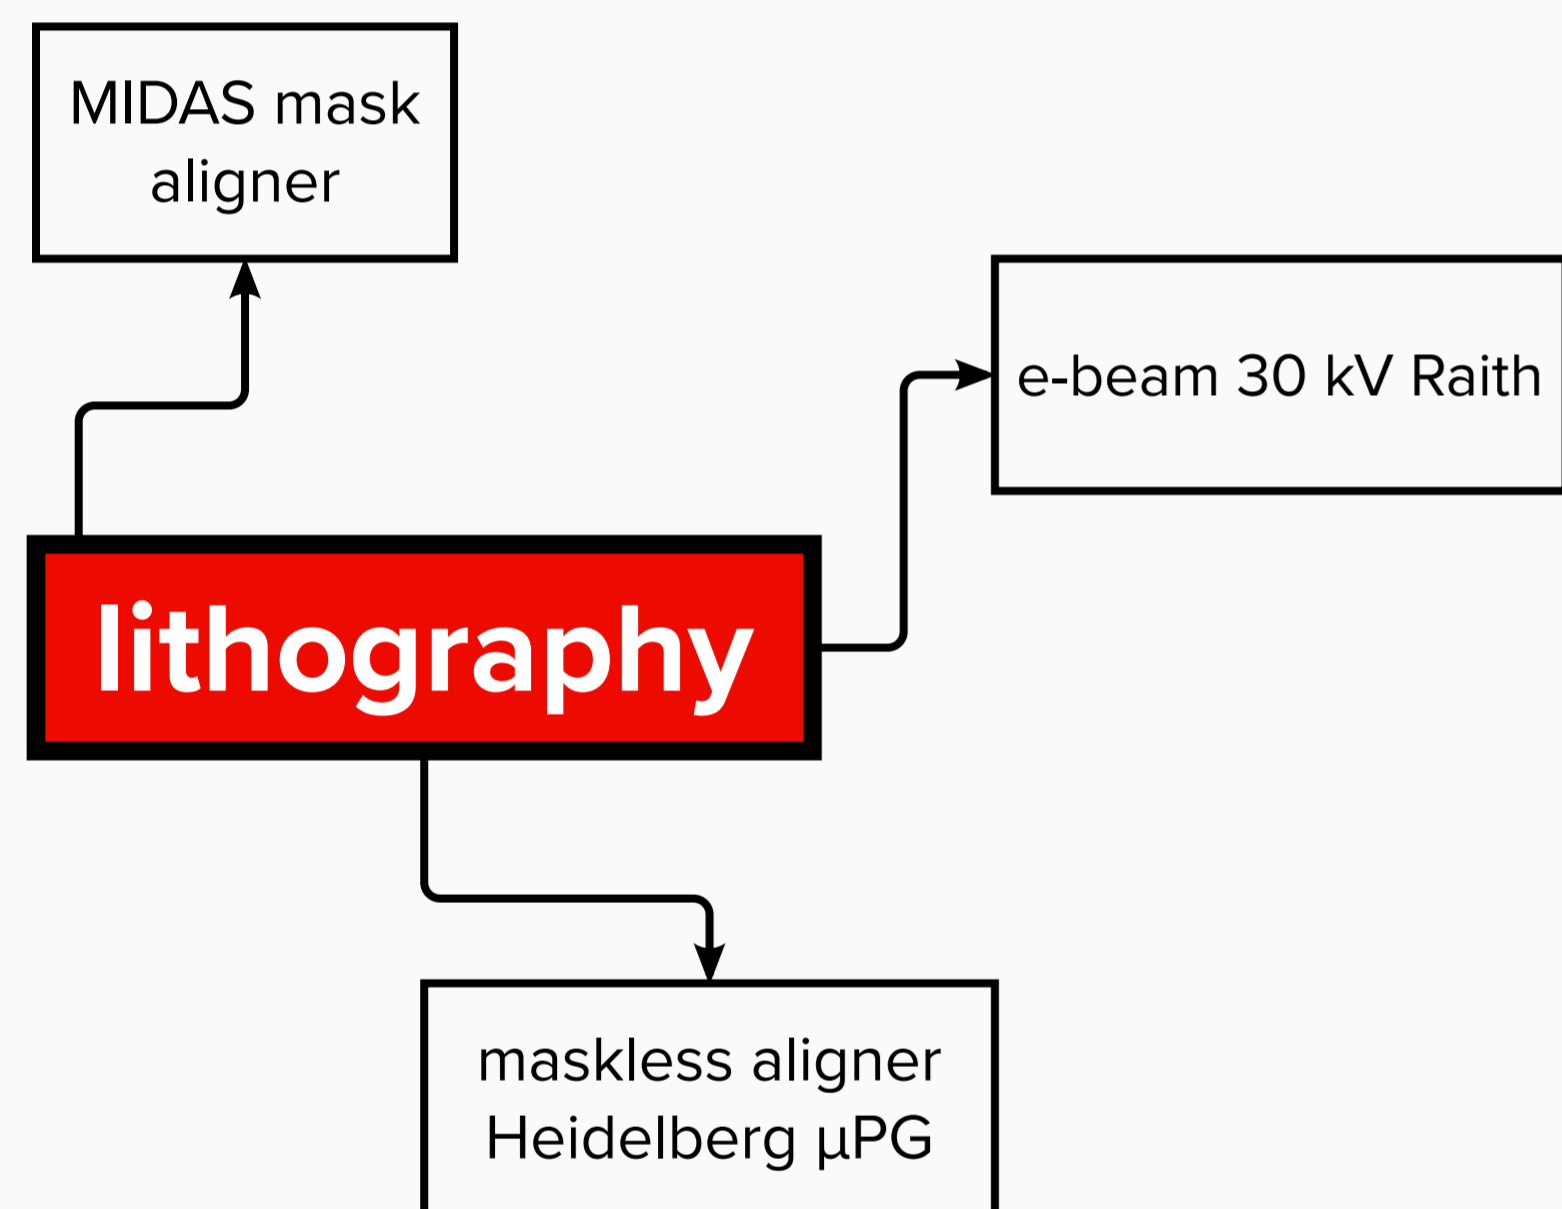 MIDAS mask
aligner
e-beam 30 kV Raith
lithography
maskless aligner
Heidelberg µPG